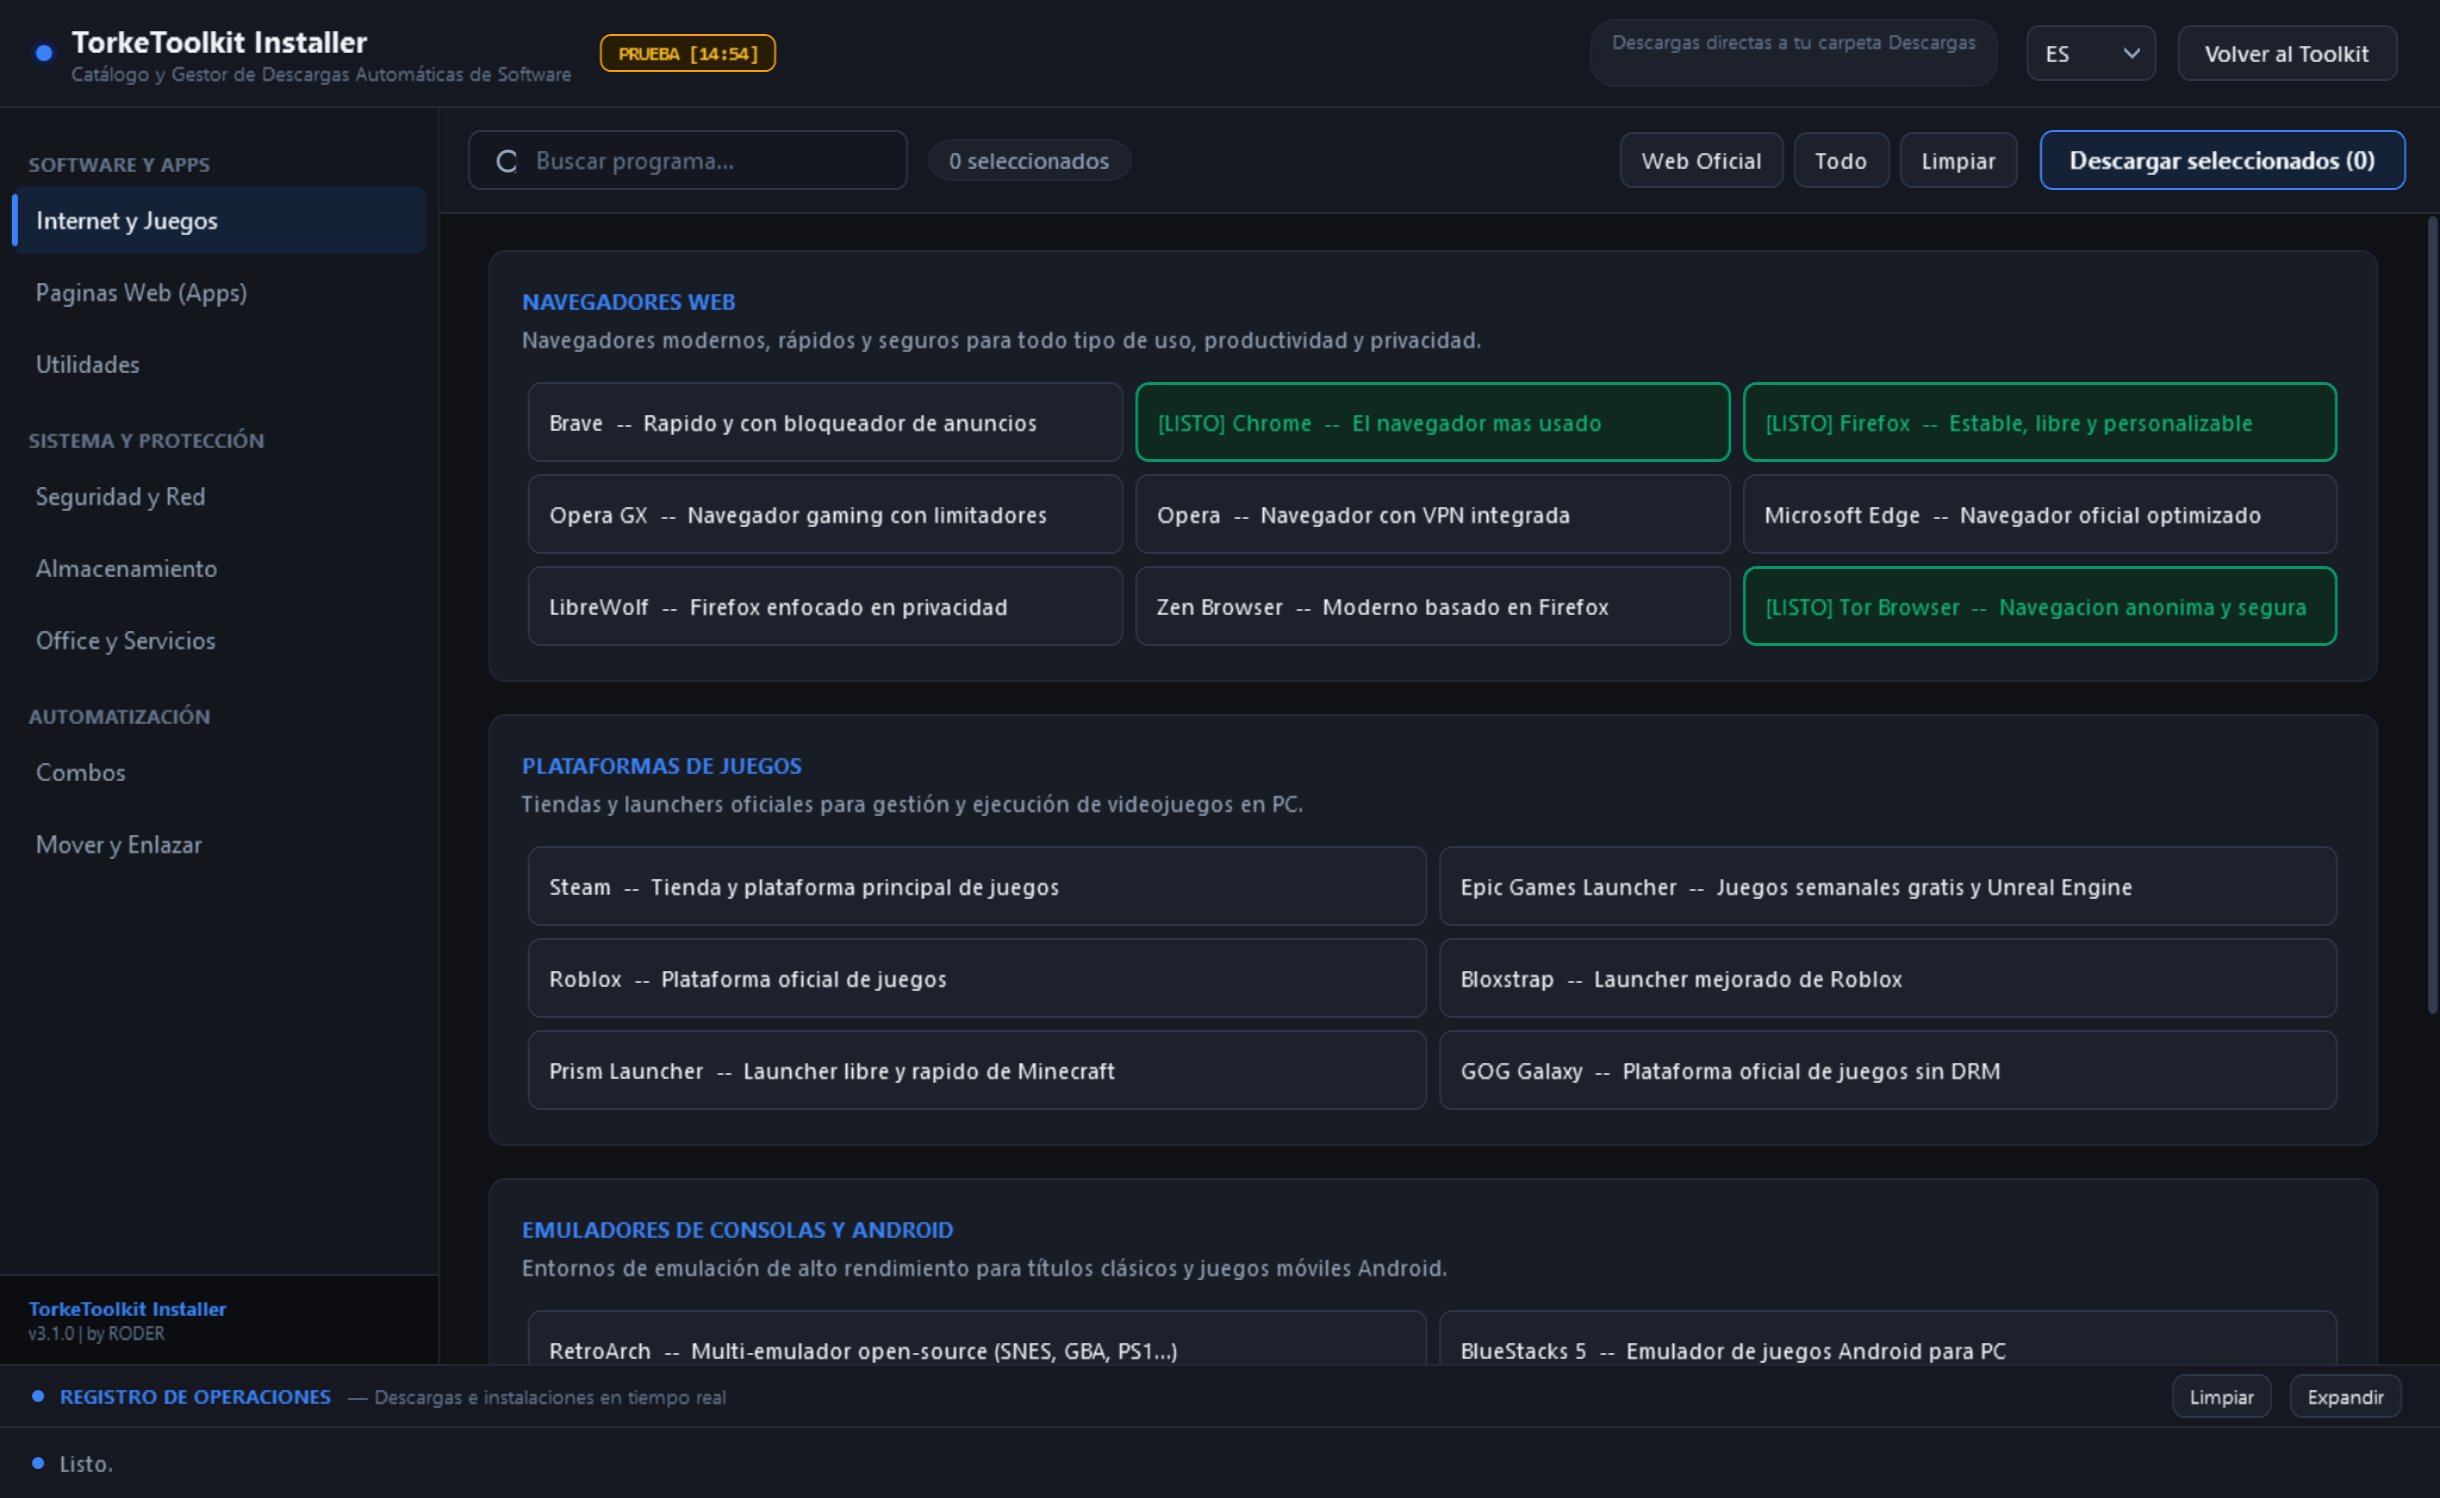 TorkeToolkit Installer
Catálogo y Gestor de Descargas Automáticas de Software
PRUEBA [14:54]
Descargas directas a tu carpeta Descargas
ES
Volver al Toolkit
SOFTWARE Y APPS
Internet y Juegos
Paginas Web (Apps)
Utilidades
SISTEMA Y PROTECCIÓN
Seguridad y Red
Almacenamiento
Office y Servicios
AUTOMATIZACIÓN
Combos
Mover y Enlazar
TorkeToolkit Installer
v3.1.0 | by RODER
Buscar programa...
0 seleccionados
Web Oficial
Todo
Limpiar
Descargar seleccionados (0)
NAVEGADORES WEB
Navegadores modernos, rápidos y seguros para todo tipo de uso, productividad y privacidad.
Brave -- Rapido y con bloqueador de anuncios
[LISTO] Chrome -- El navegador mas usado
[LISTO] Firefox -- Estable, libre y personalizable
Opera GX -- Navegador gaming con limitadores
Opera -- Navegador con VPN integrada
Microsoft Edge -- Navegador oficial optimizado
LibreWolf -- Firefox enfocado en privacidad
Zen Browser -- Moderno basado en Firefox
[LISTO] Tor Browser -- Navegacion anonima y segura
PLATAFORMAS DE JUEGOS
Tiendas y launchers oficiales para gestión y ejecución de videojuegos en PC.
Steam -- Tienda y plataforma principal de juegos
Epic Games Launcher -- Juegos semanales gratis y Unreal Engine
Roblox -- Plataforma oficial de juegos
Bloxstrap -- Launcher mejorado de Roblox
Prism Launcher -- Launcher libre y rapido de Minecraft
GOG Galaxy -- Plataforma oficial de juegos sin DRM
EMULADORES DE CONSOLAS Y ANDROID
Entornos de emulación de alto rendimiento para títulos clásicos y juegos móviles Android.
RetroArch -- Multi-emulador open-source (SNES, GBA, PS1...)
BlueStacks 5 -- Emulador de juegos Android para PC
REGISTRO DE OPERACIONES — Descargas e instalaciones en tiempo real
Limpiar
Expandir
Listo.